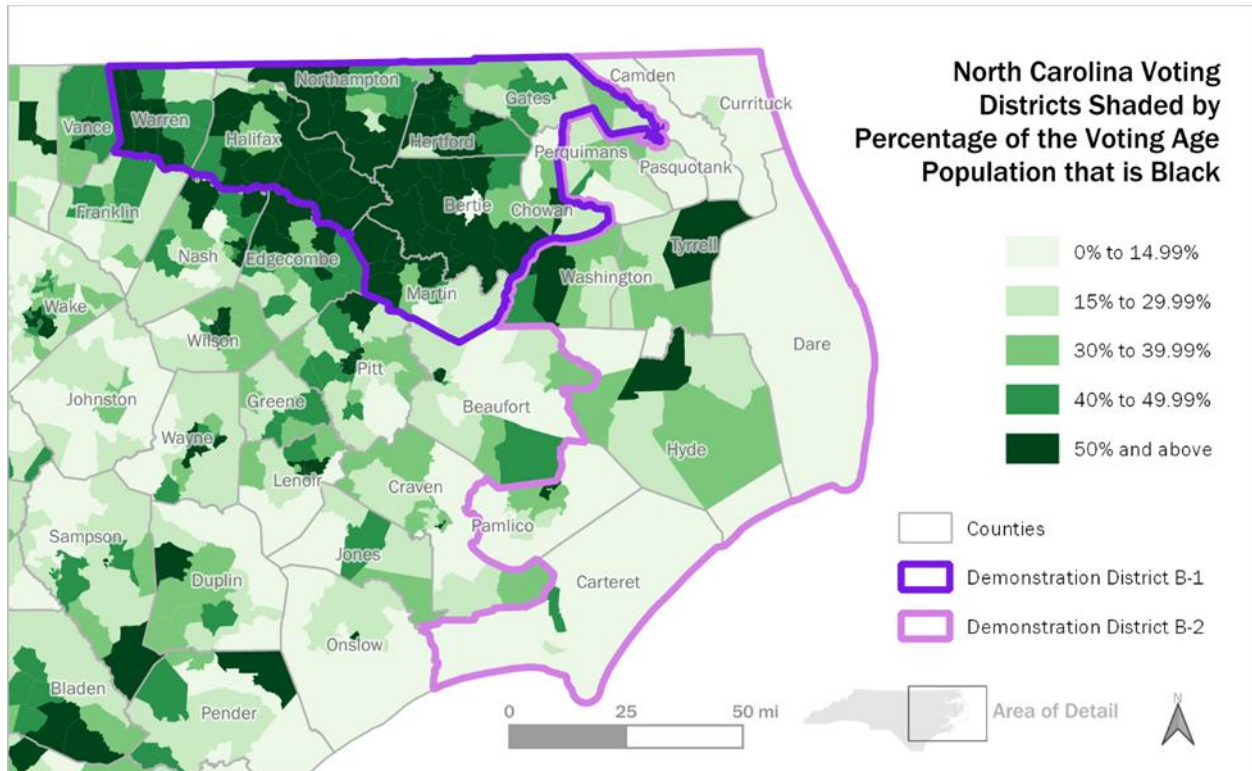 North Carolina Voting
Districts Shaded by
Percentage of the Voting Age
Population that is Black
0% to 14.99%
15% to 29.99%
30% to 39.99%
40% to 49.99%
50% and above
Counties
Demonstration District B-1
Demonstration District B-2
Area of Detail
N
0 25 50 mi
Northampton
Camden
Gates
Currituck
Vance
Warren
Halifax
Hertford
Perquimans
Pasquotank
Franklin
Bertie
Chowan
Nash
Edgecombe
Tyrrell
Washington
Martin
Wake
Wilson
Dare
Pitt
Johnston
Greene
Beaufort
Wayne
Hyde
Lenoir
Craven
Pamlico
Sampson
Jones
Duplin
Carteret
Onslow
Bladen
Pender